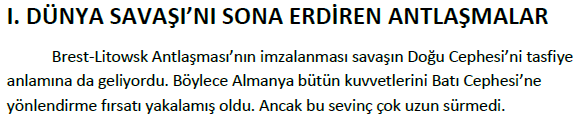 I. DÜNYA SAVAŞI’NI SONA ERDİREN ANTLAŞMALAR
Brest-Litowsk Antlaşması’nın imzalanması savaşın Doğu Cephesi’ni tasfiye
anlamına da geliyordu. Böylece Almanya bütün kuvvetlerini Batı Cephesi’ne
yönlendirme fırsatı yakalamış oldu. Ancak bu sevinç çok uzun sürmedi.